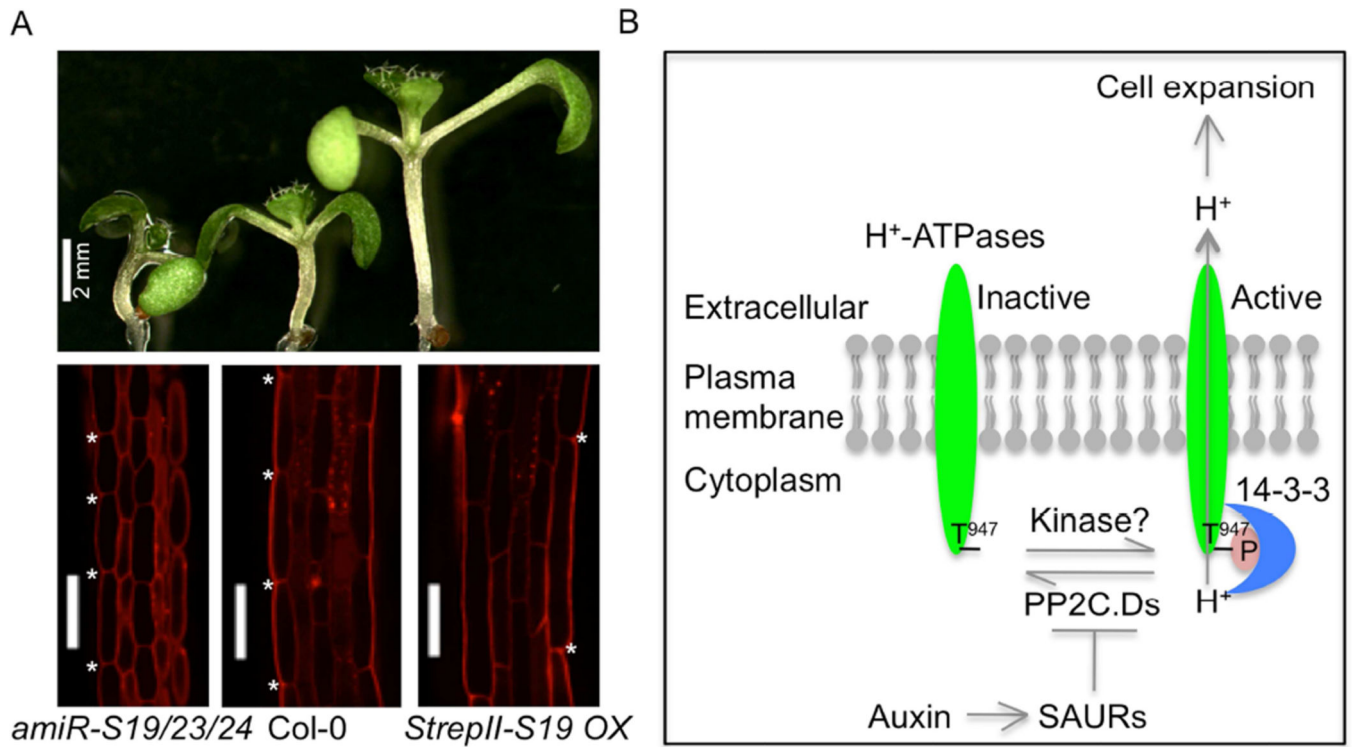 A
2 mm
* * * * * * * * * *
amiR-S19/23/24 Col-0 StrepII-S19 OX
B
Cell expansion
H⁺
H⁺-ATPases
Inactive
Active
Extracellular
Plasma
membrane
Cytoplasm
14-3-3
Kinase?
T⁹⁴⁷
T⁹⁴⁷
P
PP2C.Ds
H⁺
Auxin
SAURs